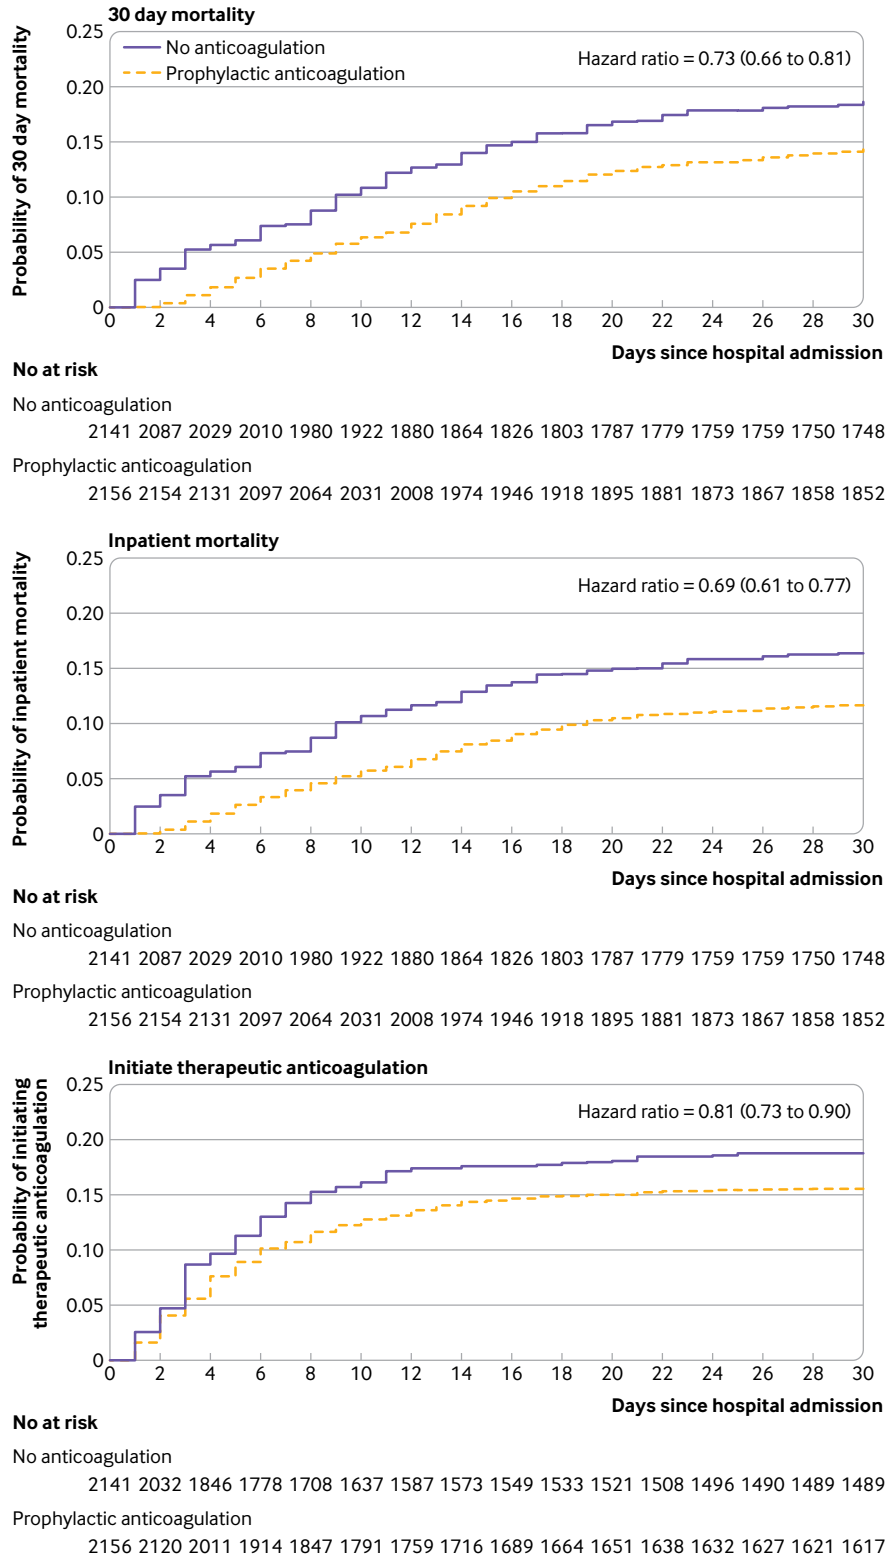 30 day mortality
Probability of 30 day mortality
0.25
0.20
0.15
0.10
0.05
0
No anticoagulation
Prophylactic anticoagulation
Hazard ratio = 0.73 (0.66 to 0.81)
0 2 4 6 8 10 12 14 16 18 20 22 24 26 28 30
Days since hospital admission
No at risk
No anticoagulation
2141 2087 2029 2010 1980 1922 1880 1864 1826 1803 1787 1779 1759 1759 1750 1748
Prophylactic anticoagulation
2156 2154 2131 2097 2064 2031 2008 1974 1946 1918 1895 1881 1873 1867 1858 1852
Inpatient mortality
Probability of inpatient mortality
0.25
0.20
0.15
0.10
0.05
0
Hazard ratio = 0.69 (0.61 to 0.77)
0 2 4 6 8 10 12 14 16 18 20 22 24 26 28 30
Days since hospital admission
No at risk
No anticoagulation
2141 2087 2029 2010 1980 1922 1880 1864 1826 1803 1787 1779 1759 1759 1750 1748
Prophylactic anticoagulation
2156 2154 2131 2097 2064 2031 2008 1974 1946 1918 1895 1881 1873 1867 1858 1852
Initiate therapeutic anticoagulation
Probability of initiating
therapeutic anticoagulation
0.25
0.20
0.15
0.10
0.05
0
Hazard ratio = 0.81 (0.73 to 0.90)
0 2 4 6 8 10 12 14 16 18 20 22 24 26 28 30
Days since hospital admission
No at risk
No anticoagulation
2141 2032 1846 1778 1708 1637 1587 1573 1549 1533 1521 1508 1496 1490 1489 1489
Prophylactic anticoagulation
2156 2120 2011 1914 1847 1791 1759 1716 1689 1664 1651 1638 1632 1627 1621 1617